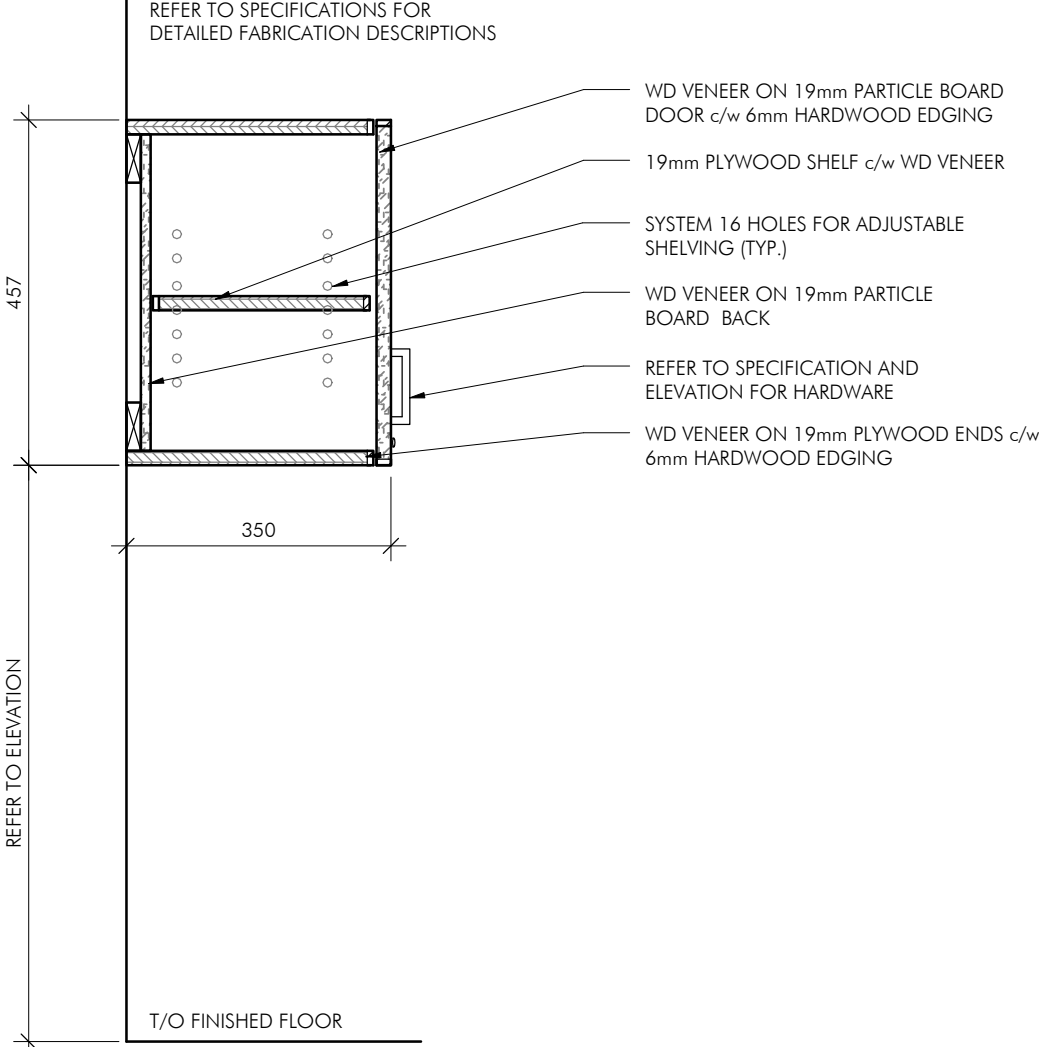 REFER TO SPECIFICATIONS FOR
DETAILED FABRICATION DESCRIPTIONS
WD VENEER ON 19mm PARTICLE BOARD
DOOR c/w 6mm HARDWOOD EDGING
19mm PLYWOOD SHELF c/w WD VENEER
SYSTEM 16 HOLES FOR ADJUSTABLE
SHELVING (TYP.)
WD VENEER ON 19mm PARTICLE
BOARD BACK
REFER TO SPECIFICATION AND
ELEVATION FOR HARDWARE
WD VENEER ON 19mm PLYWOOD ENDS c/w
6mm HARDWOOD EDGING
457
350
REFER TO ELEVATION
T/O FINISHED FLOOR